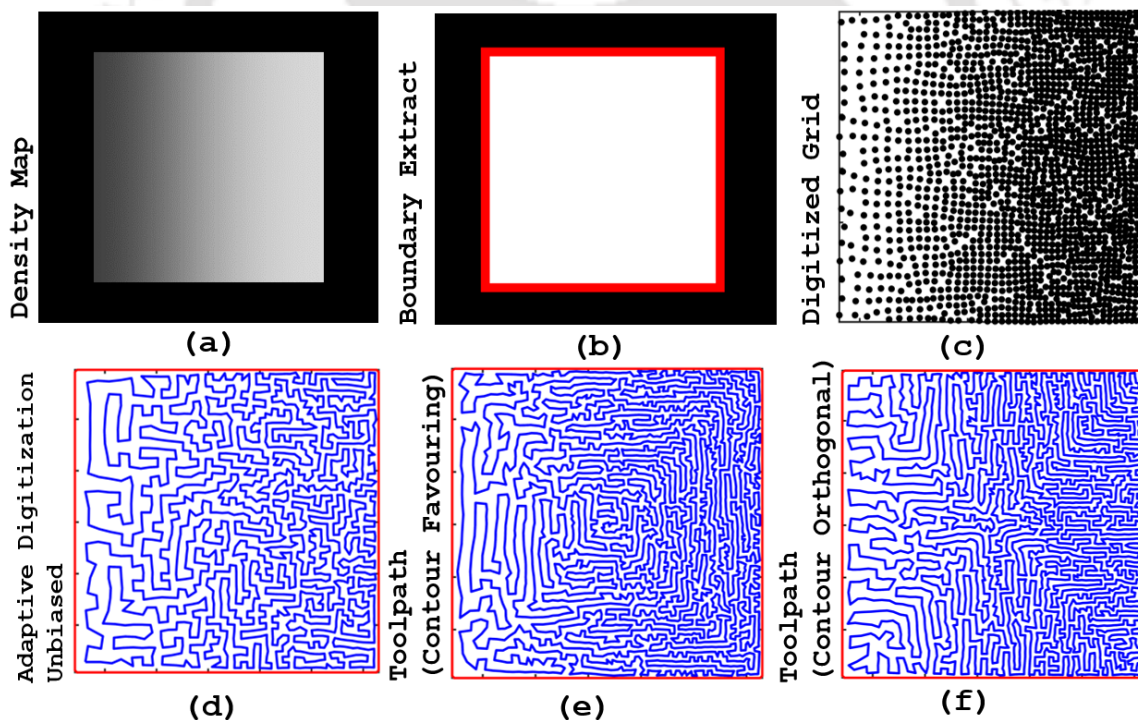 Density Map
(a)
Boundary Extract
(b)
Digitized Grid
(c)
Adaptive Digitization
Unbiased
(d)
Toolpath
(Contour Favouring)
(e)
Toolpath
(Contour Orthogonal)
(f)